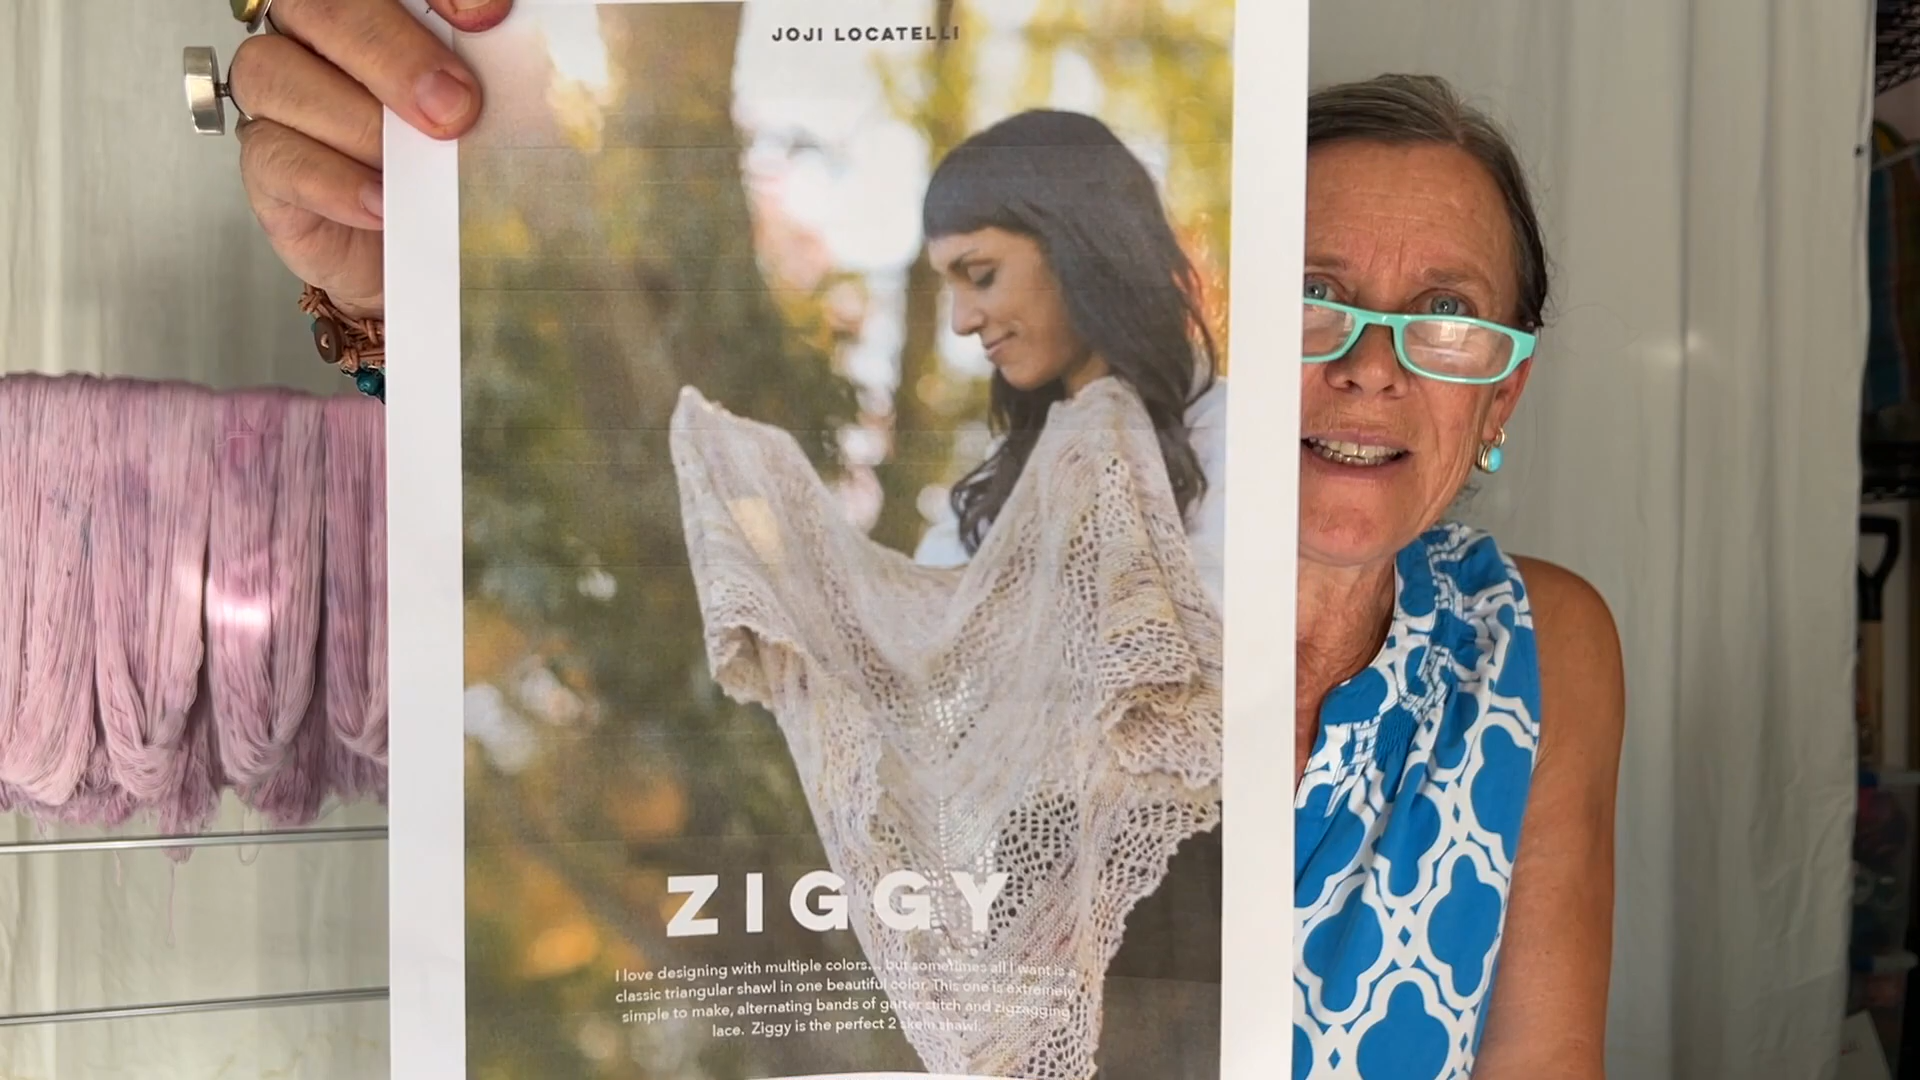 JOJI LOCATELLI
ZIGGY
I love designing with multiple colors... but sometimes all I want is a
classic triangular shawl in one beautiful color. This one is extremely
simple to make, alternating bands of garter stitch and zigzagging
lace. Ziggy is the perfect 2 skein shawl.